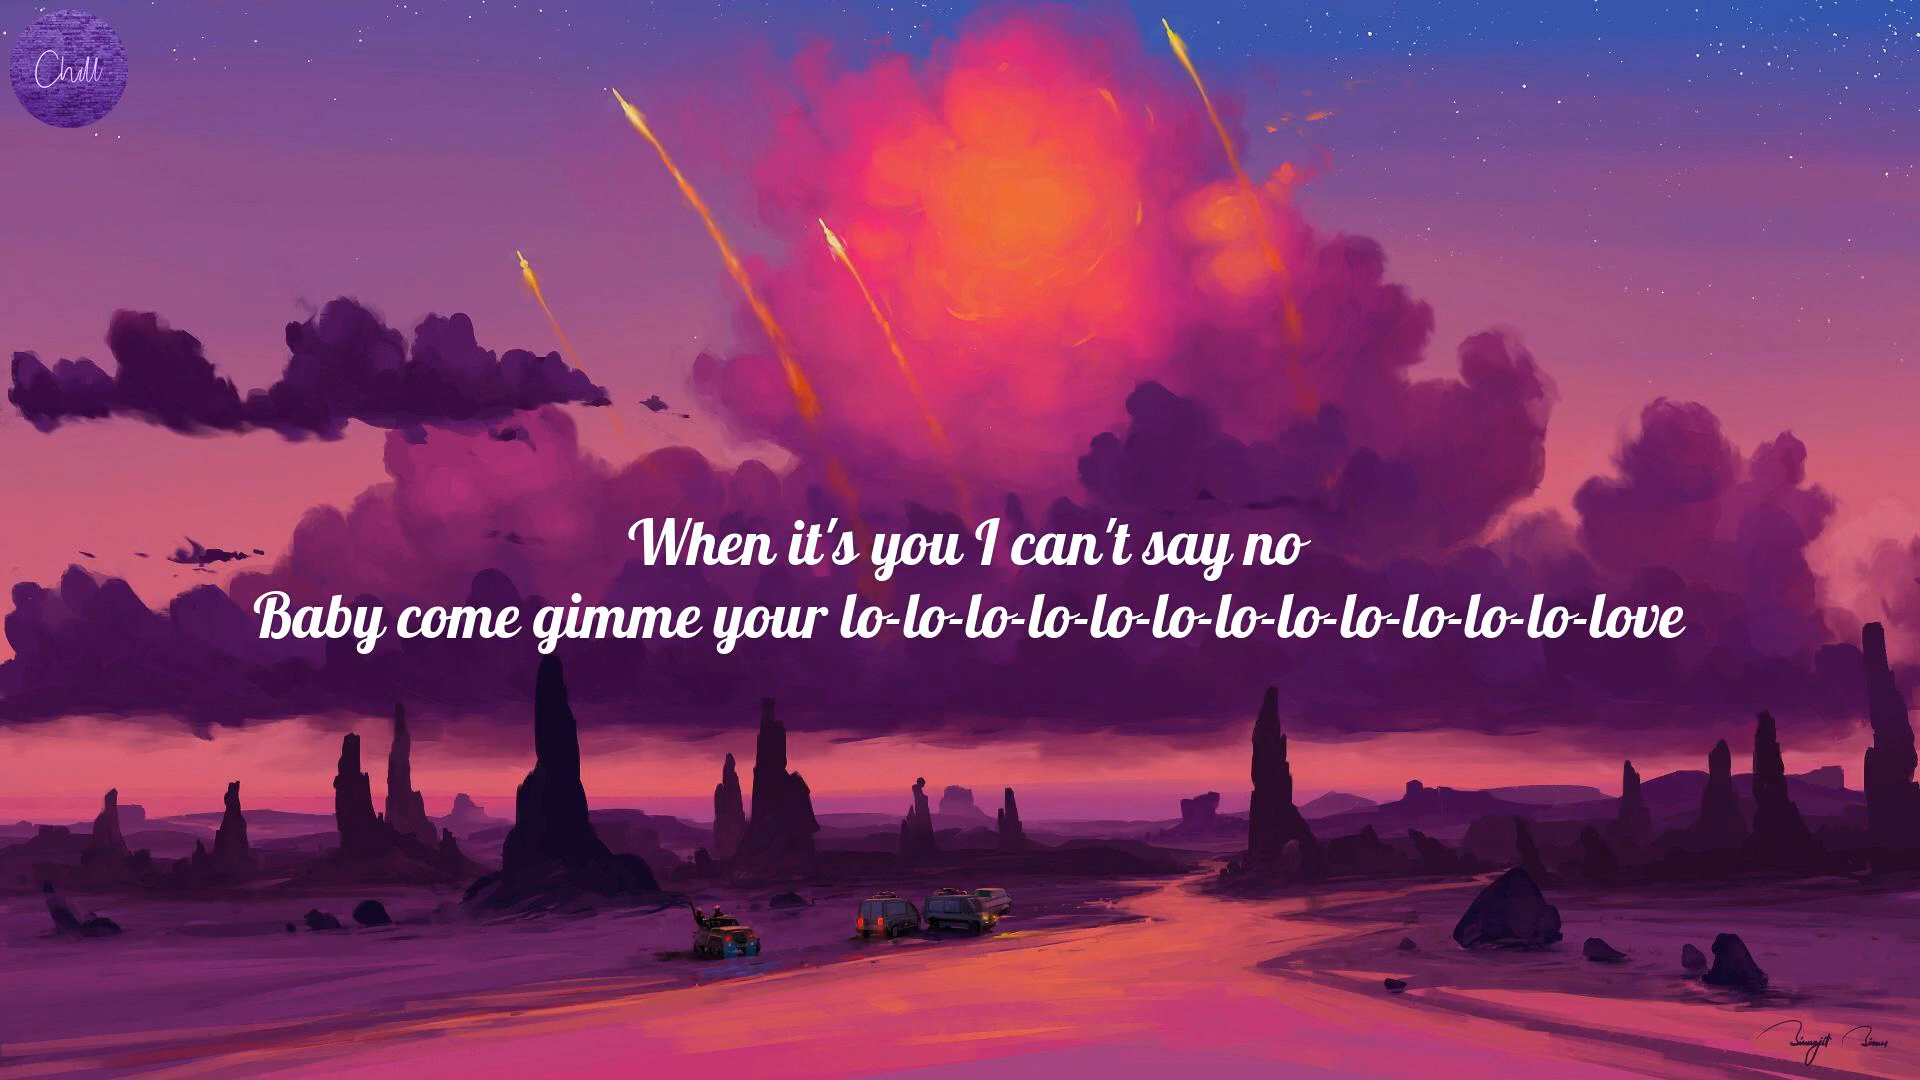 Chill
When it's you I can't say no
Baby come gimme your lo-lo-lo-lo-lo-lo-lo-lo-lo-lo-lo-lo-love